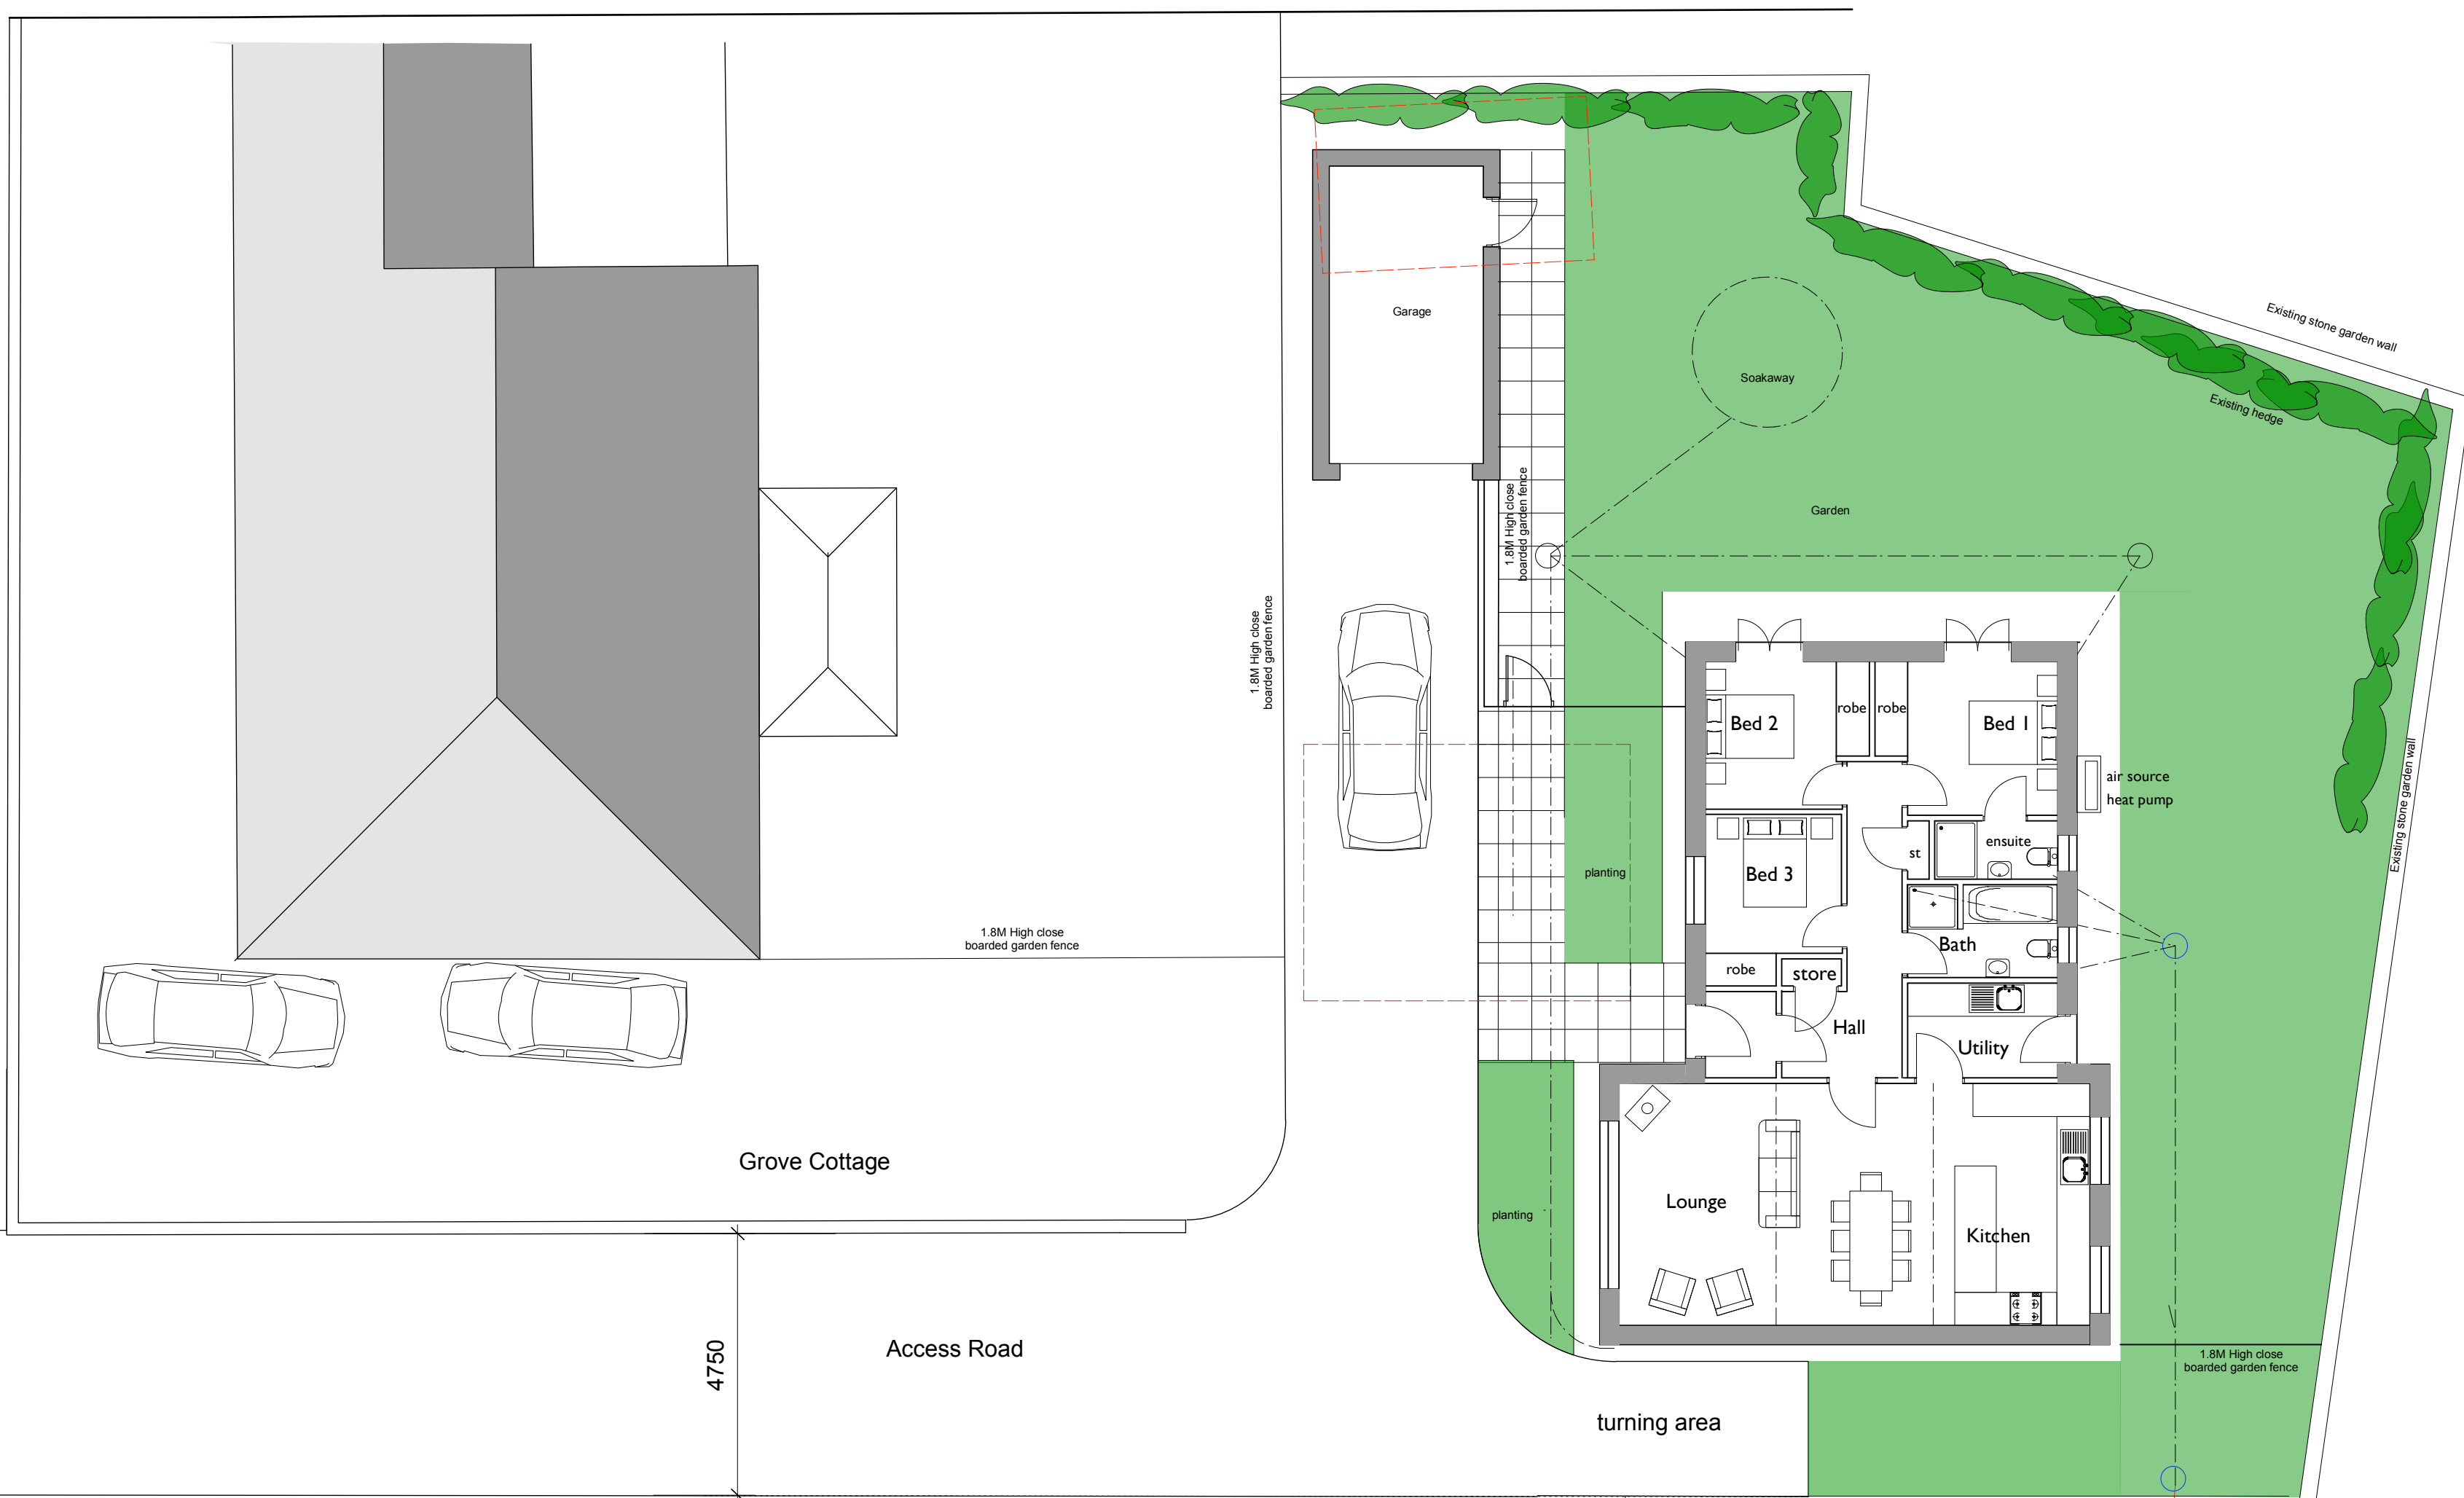 Existing stone garden wall
Garage
Soakaway
Existing hedge
1.8M High close
boarded garden fence
Garden
1.8M High close
boarded garden fence
Bed 2
robe
robe
Bed 1
air source
heat pump
Existing stone garden wall
planting
Bed 3
st
ensuite
1.8M High close
boarded garden fence
Bath
robe
store
Hall
Utility
Grove Cottage
Lounge
planting
Kitchen
Access Road
4750
1.8M High close
boarded garden fence
turning area